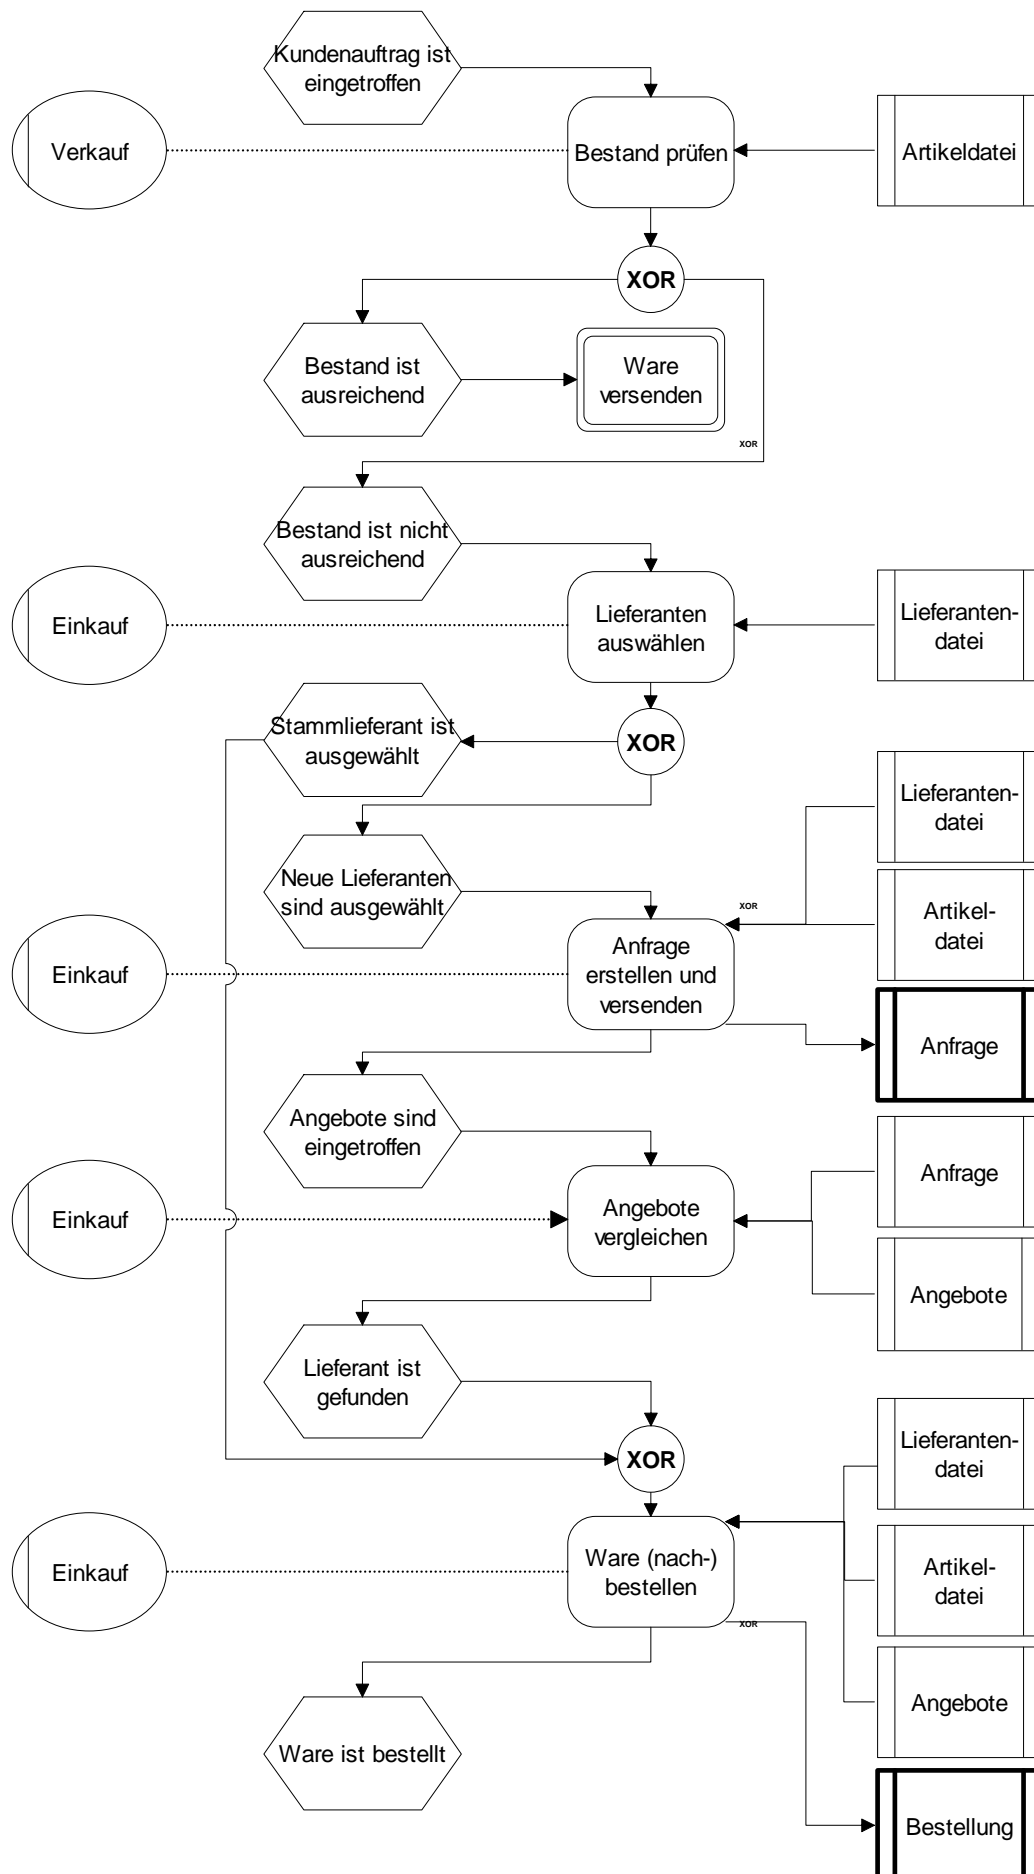 Kundenauftrag ist
eingetroffen
Verkauf
Bestand prüfen
Artikeldatei
XOR
Bestand ist
ausreichend
Ware
versenden
XOR
Bestand ist nicht
ausreichend
Einkauf
Lieferanten
auswählen
Lieferanten-
datei
Stammlieferant ist
ausgewählt
XOR
Lieferanten-
datei
Neue Lieferanten
sind ausgewählt
XOR
Artikel-
datei
Einkauf
Anfrage
erstellen und
versenden
Anfrage
Angebote sind
eingetroffen
Anfrage
Einkauf
Angebote
vergleichen
Angebote
Lieferant ist
gefunden
XOR
Lieferanten-
datei
Einkauf
Ware (nach-)
bestellen
Artikel-
datei
XOR
Angebote
Ware ist bestellt
Bestellung